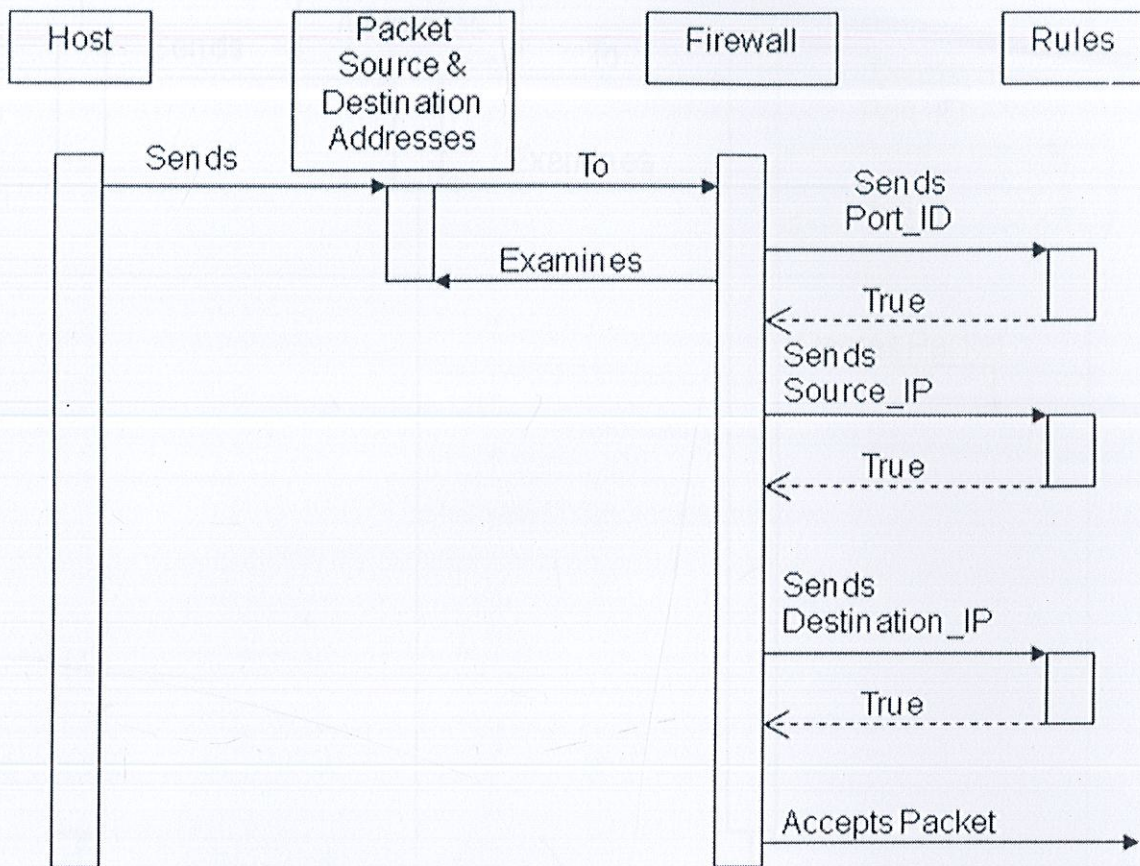 Host
Packet
Source &
Destination
Addresses
Firewall
Rules
Sends
To
Sends
Port_ID
Examines
True
Sends
Source_IP
True
Sends
Destination_IP
True
Accepts Packet